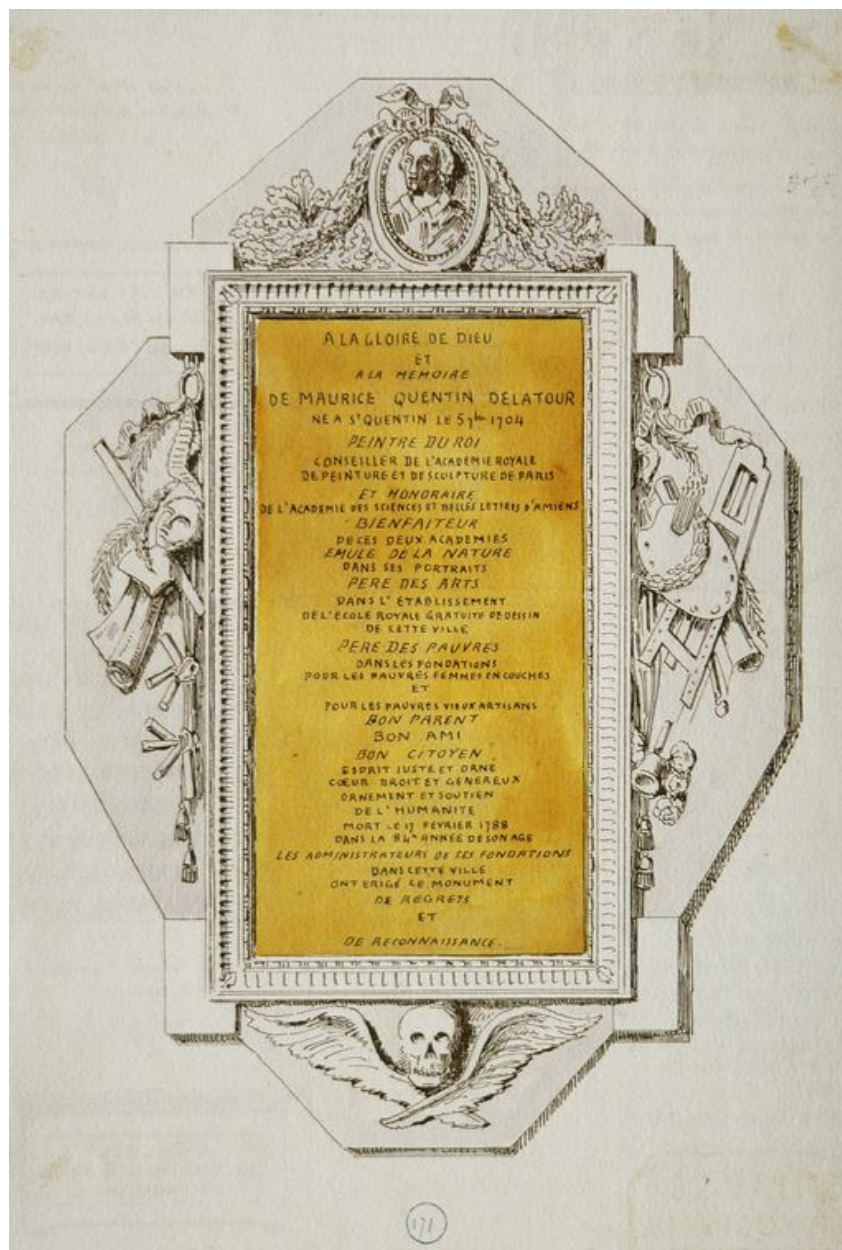 A LA GLOIRE DE DIEU
ET
A LA MEMOIRE
DE MAURICE QUENTIN DELATOUR
NE A St QUENTIN LE 5 7bre 1704
PEINTRE DU ROI
CONSEILLER DE L'ACADEMIE ROYALE
DE PEINTURE ET DE SCULPTURE DE PARIS
ET HONORAIRE
DE L'ACADEMIE DES SCIENCES ET BELLES LETTRES D'AMIENS
BIENFAITEUR
DE CES DEUX ACADEMIES
EMULE DE LA NATURE
DANS SES PORTRAITS
PERE DES ARTS
DANS L'ETABLISSEMENT
DE L'ECOLE ROYALE GRATUITE DE DESSIN
DE CETTE VILLE
PERE DES PAUVRES
DANS LES FONDATIONS
POUR LES PAUVRES FEMMES EN COUCHES
ET
POUR LES PAUVRES VIEUX ARTISANS
BON PARENT
BON AMI
BON CITOYEN
ESPRIT JUSTE ET ORNE
CŒUR DROIT ET GENEREUX
ORNEMENT ET SOUTIEN
DE L'HUMANITE
MORT LE 17 FEVRIER 1788
DANS LA 84e ANNEE DE SON AGE
LES ADMINISTRATEURS DE SES FONDATIONS
DANS CETTE VILLE
ONT ERIGE CE MONUMENT
DE REGRETS
ET
DE RECONNAISSANCE.
171